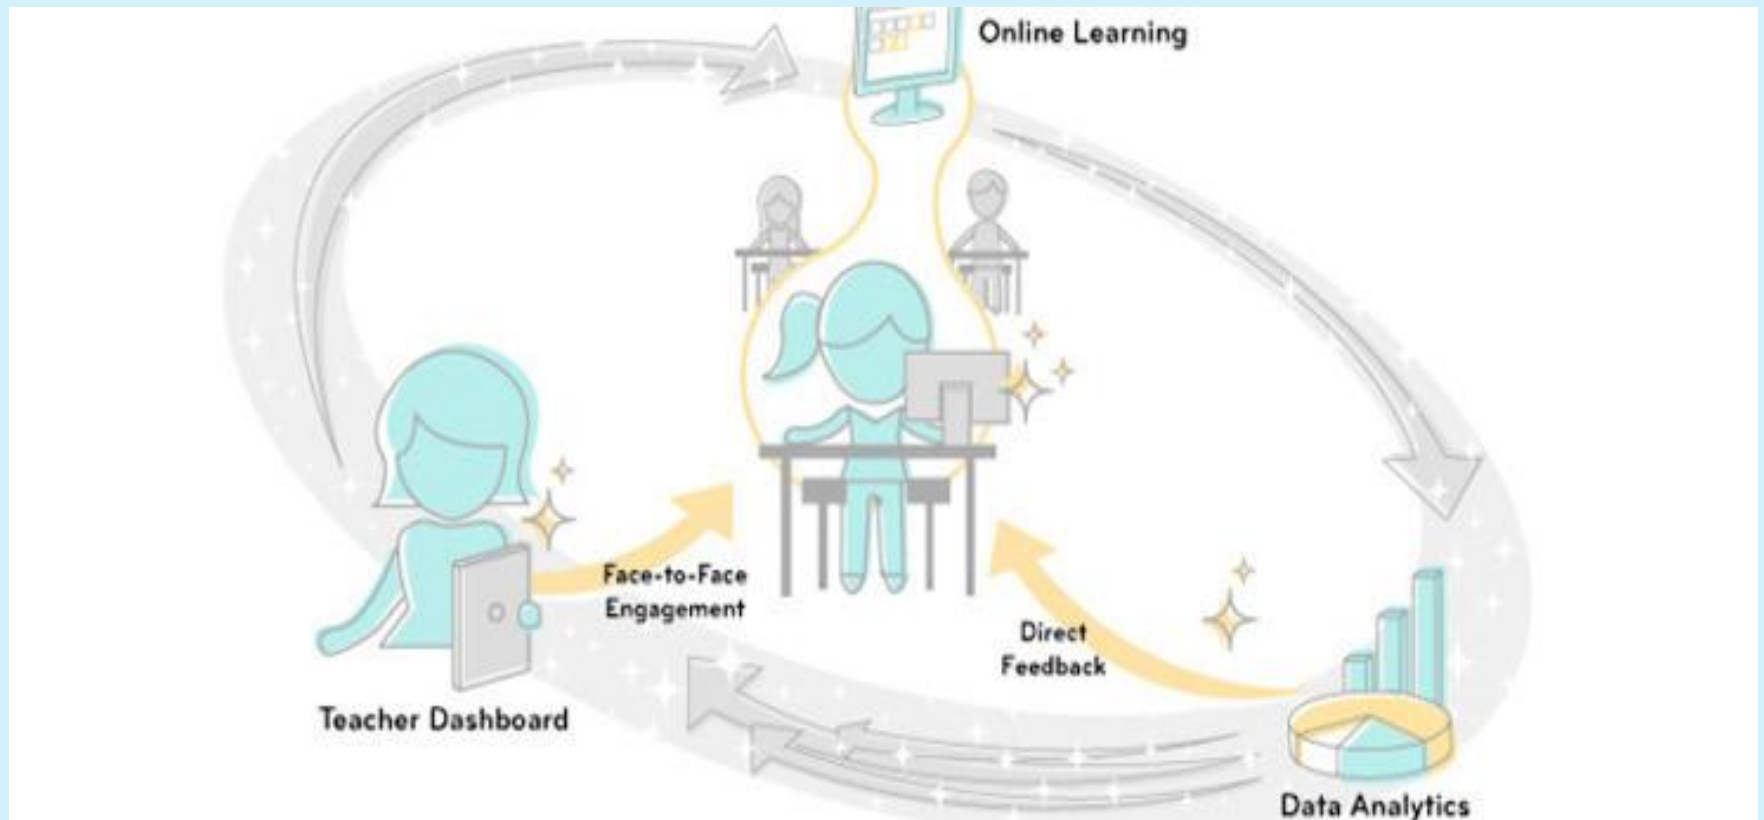 Online Learning
Face-to-Face
Engagement
Direct
Feedback
Teacher Dashboard
Data Analytics